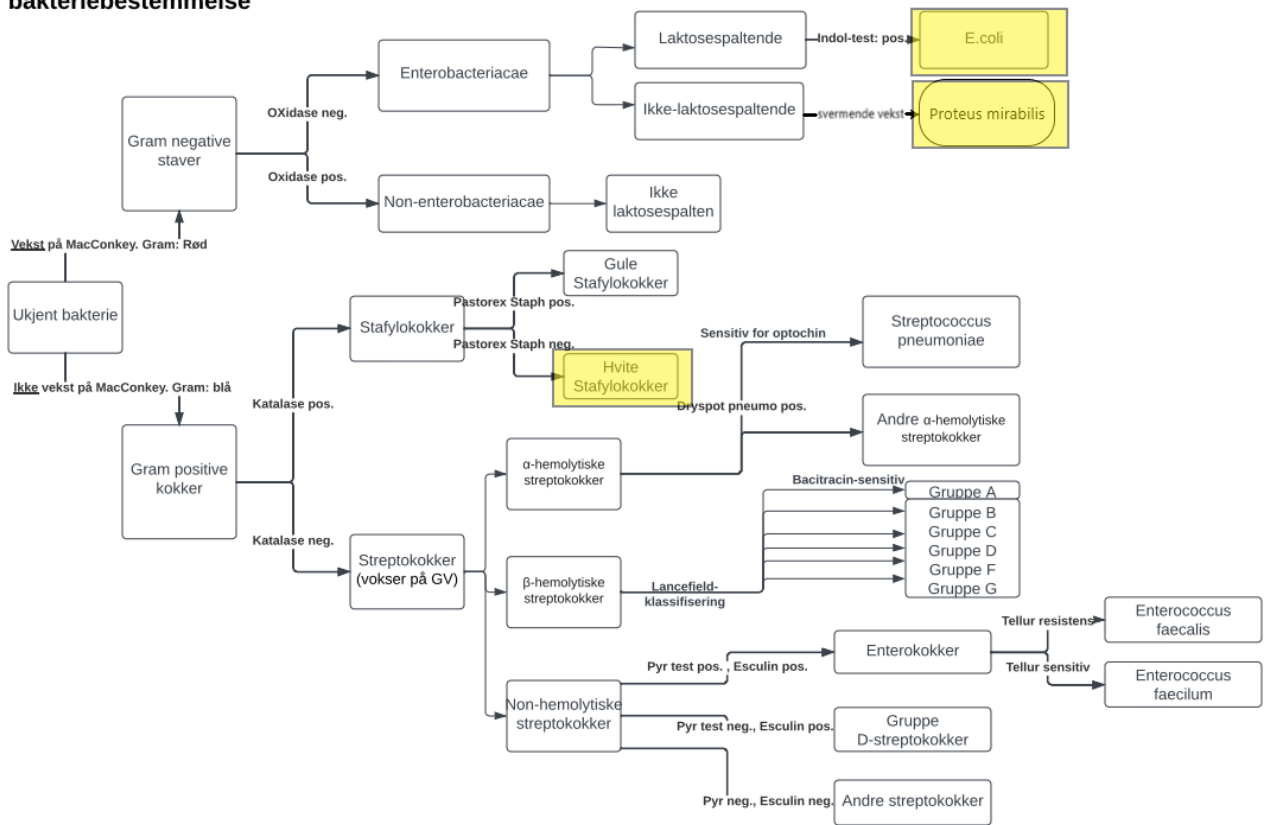 bakteriebestemmelse
Laktosespaltende
Indol-test: pos.
E.coli
Enterobacteriacae
OXidase neg.
Ikke-laktosespaltende
svermende vekst
Proteus mirabilis
Gram negative
staver
Oxidase pos.
Non-enterobacteriacae
Ikke
laktosespalten
Vekst på MacConkey. Gram: Rød
Ukjent bakterie
Ikke vekst på MacConkey. Gram: blå
Gram positive
kokker
Katalase pos.
Stafylokokker
Pastorex Staph pos.
Gule
Stafylokokker
Pastorex Staph neg.
Hvite
Stafylokokker
Katalase neg.
Streptokokker
(vokser på GV)
α-hemolytiske
streptokokker
Sensitiv for optochin
Streptococcus
pneumoniae
Dryspot pneumo pos.
Andre α-hemolytiske
streptokokker
β-hemolytiske
streptokokker
Lancefield-
klassifisering
Bacitracin-sensitiv
Gruppe A
Gruppe B
Gruppe C
Gruppe D
Gruppe F
Gruppe G
Non-hemolytiske
streptokokker
Pyr test pos. , Esculin pos.
Enterokokker
Tellur resistens
Enterococcus
faecalis
Tellur sensitiv
Enterococcus
faecilum
Pyr test neg., Esculin pos.
Gruppe
D-streptokokker
Pyr neg., Esculin neg.
Andre streptokokker